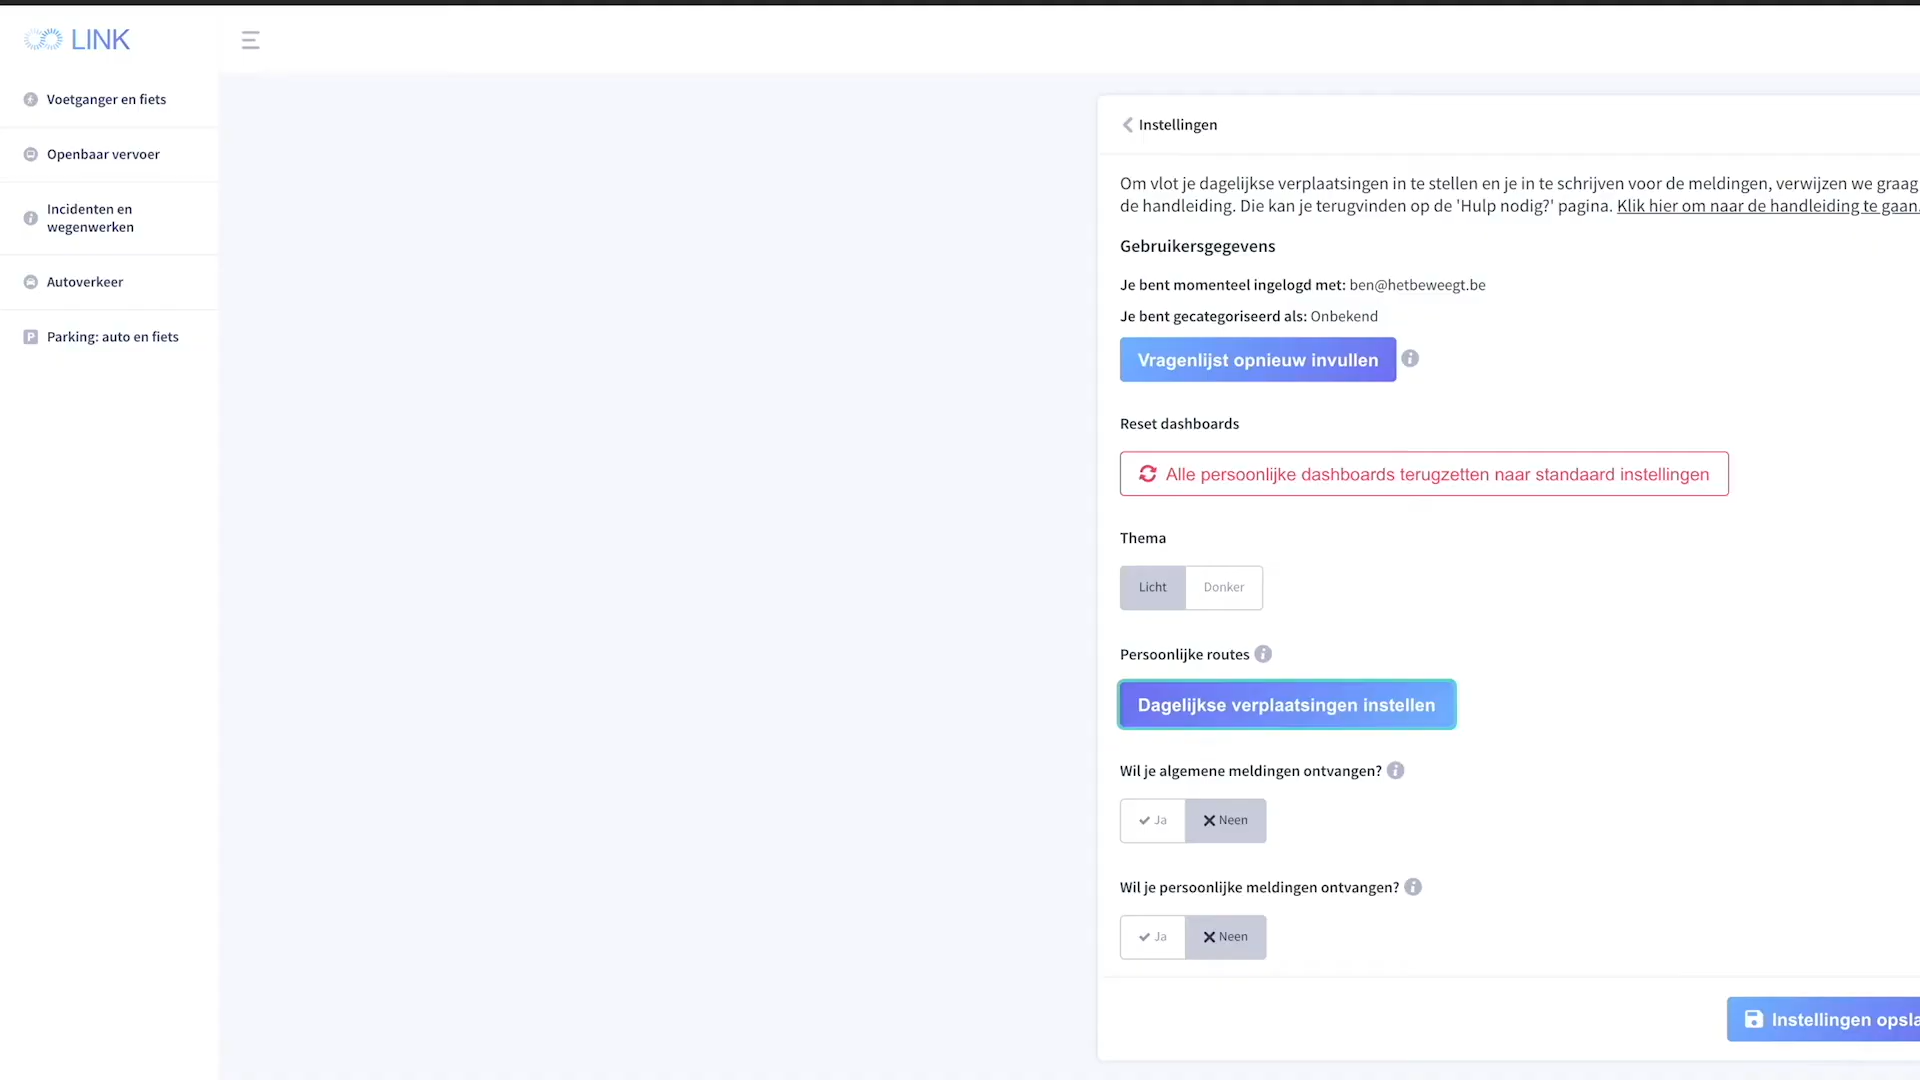 LINK
Voetganger en fiets
Openbaar vervoer
Incidenten en
wegenwerken
Autoverkeer
Parking: auto en fiets
Instellingen
Om vlot je dagelijkse verplaatsingen in te stellen en je in te schrijven voor de meldingen, verwijzen we graag
de handleiding. Die kan je terugvinden op de 'Hulp nodig?' pagina. Klik hier om naar de handleiding te gaan.
Gebruikersgegevens
Je bent momenteel ingelogd met: ben@hetbeweegt.be
Je bent gecategoriseerd als: Onbekend
Vragenlijst opnieuw invullen
Reset dashboards
Alle persoonlijke dashboards terugzetten naar standaard instellingen
Thema
Licht Donker
Persoonlijke routes
Dagelijkse verplaatsingen instellen
Wil je algemene meldingen ontvangen?
Ja Neen
Wil je persoonlijke meldingen ontvangen?
Ja Neen
Instellingen